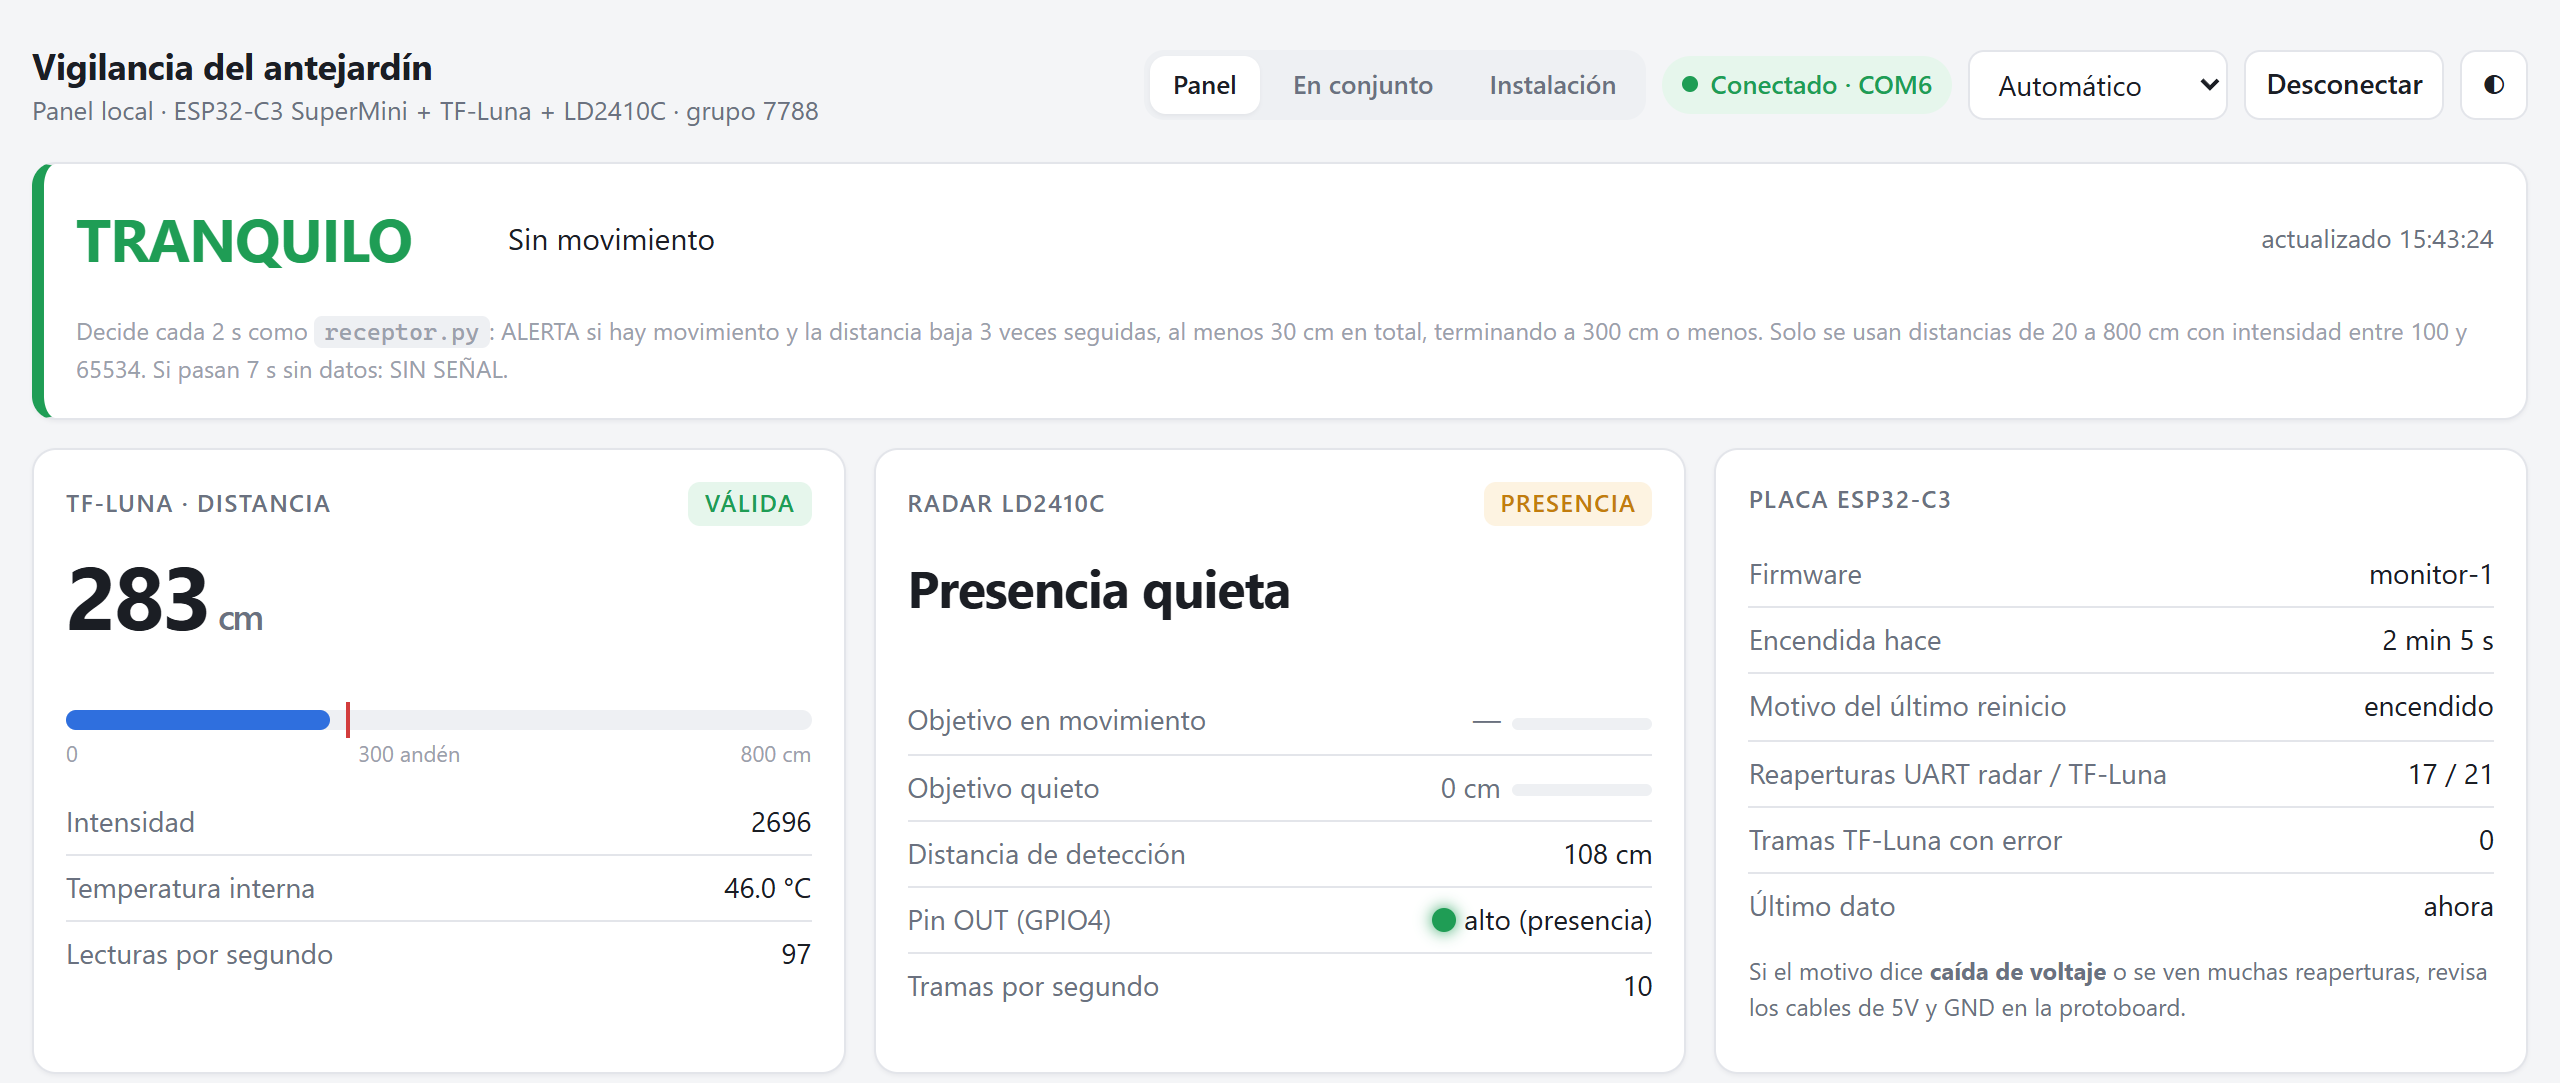 Vigilancia del antejardín
Panel local · ESP32-C3 SuperMini + TF-Luna + LD2410C · grupo 7788
Panel
En conjunto
Instalación
Conectado · COM6
Automático
Desconectar
TRANQUILO
Sin movimiento
actualizado 15:43:24
Decide cada 2 s como receptor.py: ALERTA si hay movimiento y la distancia baja 3 veces seguidas, al menos 30 cm en total, terminando a 300 cm o menos. Solo se usan distancias de 20 a 800 cm con intensidad entre 100 y
65534. Si pasan 7 s sin datos: SIN SEÑAL.
TF-LUNA · DISTANCIA
VÁLIDA
283 cm
0
300 andén
800 cm
Intensidad 2696
Temperatura interna 46.0 °C
Lecturas por segundo 97
RADAR LD2410C
PRESENCIA
Presencia quieta
Objetivo en movimiento —
Objetivo quieto 0 cm
Distancia de detección 108 cm
Pin OUT (GPIO4) alto (presencia)
Tramas por segundo 10
PLACA ESP32-C3
Firmware monitor-1
Encendida hace 2 min 5 s
Motivo del último reinicio encendido
Reaperturas UART radar / TF-Luna 17 / 21
Tramas TF-Luna con error 0
Último dato ahora
Si el motivo dice caída de voltaje o se ven muchas reaperturas, revisa
los cables de 5V y GND en la protoboard.